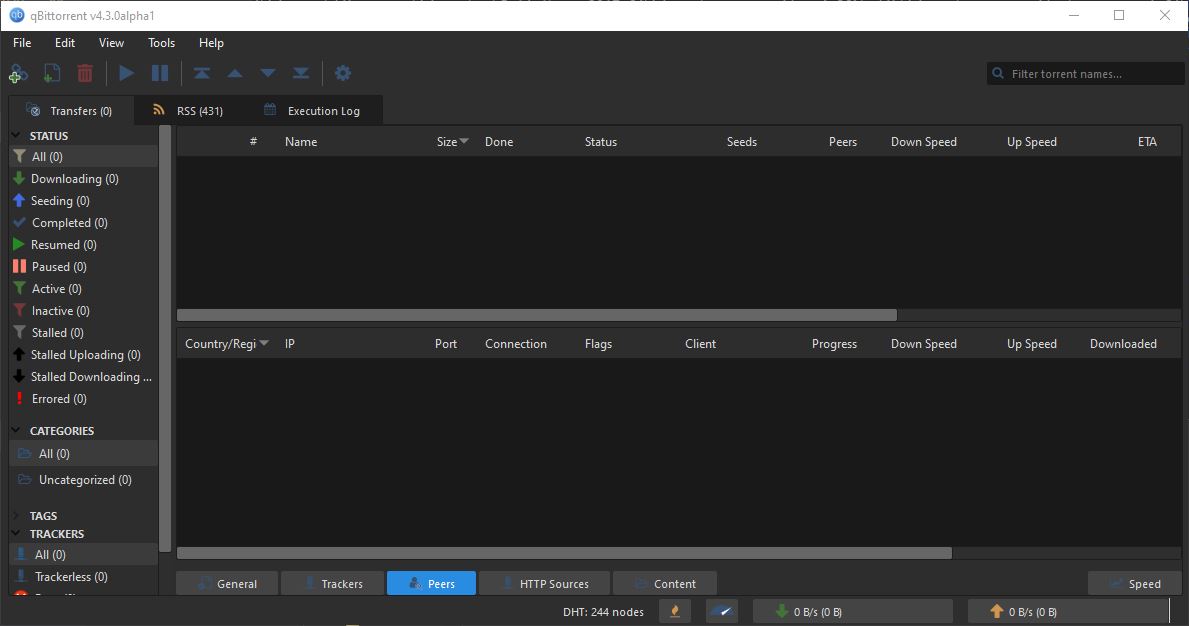 qb qBittorrent v4.3.0alpha1
File Edit View Tools Help
Filter torrent names...
Transfers (0) RSS (431) Execution Log
STATUS
All (0)
Downloading (0)
Seeding (0)
Completed (0)
Resumed (0)
Paused (0)
Active (0)
Inactive (0)
Stalled (0)
Stalled Uploading (0)
Stalled Downloading ...
Errored (0)
CATEGORIES
All (0)
Uncategorized (0)
TAGS
TRACKERS
All (0)
Trackerless (0)
# Name Size Done Status Seeds Peers Down Speed Up Speed ETA
Country/Regi IP Port Connection Flags Client Progress Down Speed Up Speed Downloaded
General Trackers Peers HTTP Sources Content Speed
DHT: 244 nodes 0 B/s (0 B) 0 B/s (0 B)